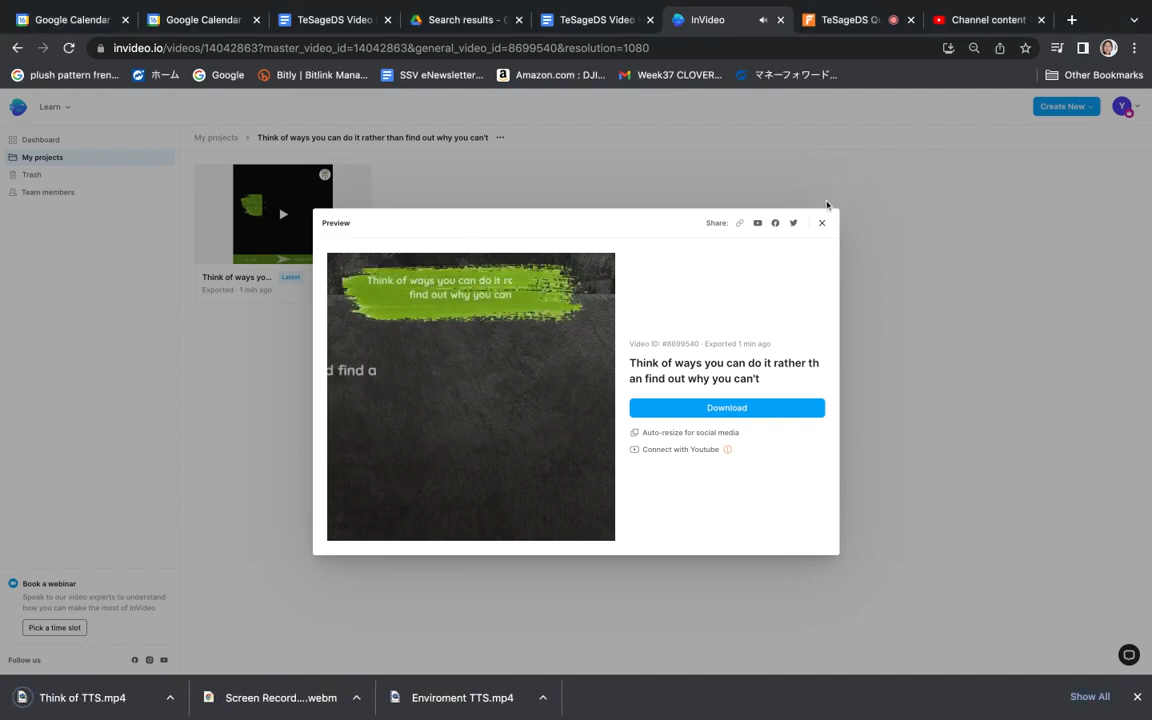 Google Calendar
Google Calendar
TeSageDS Video
Search results -
TeSageDS Video
InVideo
TeSageDS Qu
Channel content
invideo.io/videos/14042863?master_video_id=14042863&general_video_id=8699540&resolution=1080
plush pattern fren...
ホーム
Google
Bitly | Bitlink Mana...
SSV eNewsletter...
Amazon.com : DJI...
Week37 CLOVER...
マネーフォワード...
Other Bookmarks
Learn
Create New
Y
Dashboard
My projects
Trash
Team members
My projects
Think of ways you can do it rather than find out why you can't
Think of ways yo...
Latest
Exported · 1 min ago
Preview
Share:
Think of ways you can do it ra
find out why you can
d find a
Video ID: #8699540 · Exported 1 min ago
Think of ways you can do it rather th
an find out why you can't
Download
Auto-resize for social media
Connect with Youtube
Book a webinar
Speak to our video experts to understand
how you can make the most of InVideo
Pick a time slot
Follow us
Think of TTS.mp4
Screen Record....webm
Enviroment TTS.mp4
Show All